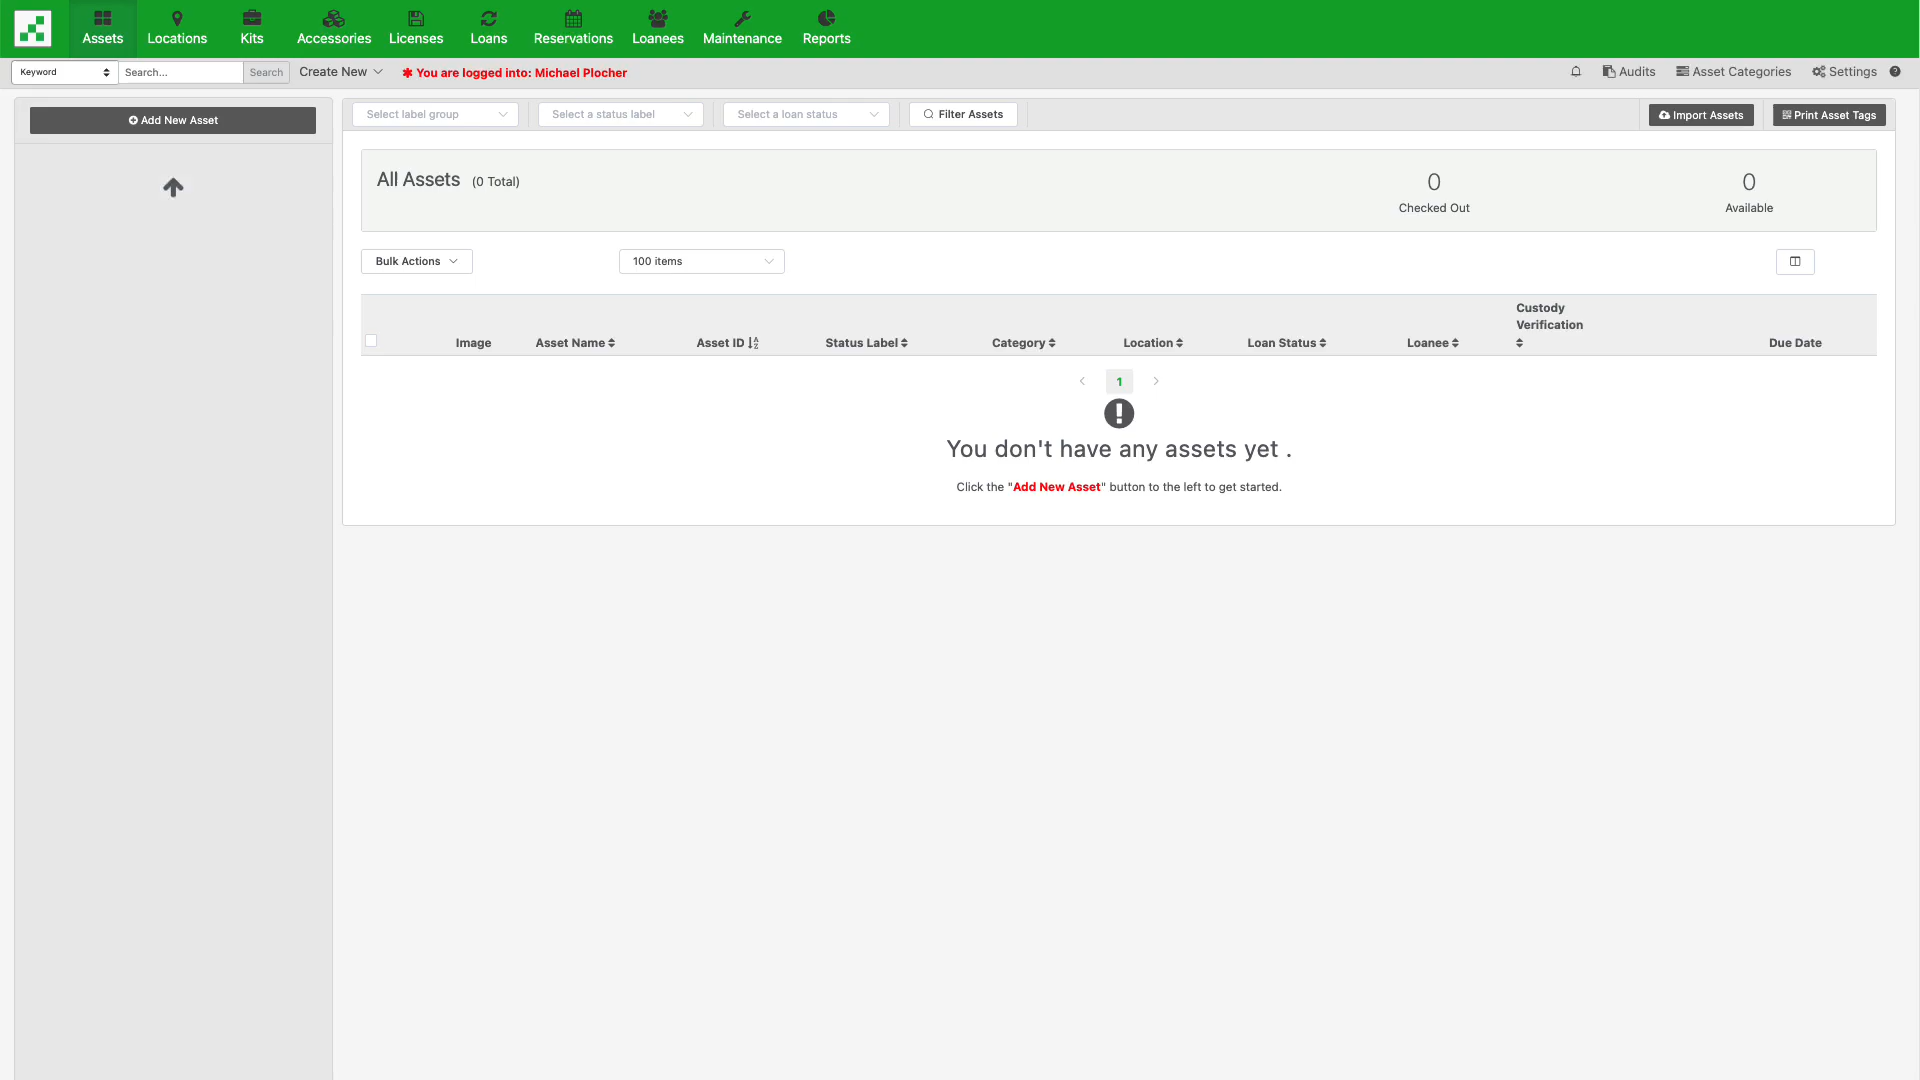 Assets
Locations
Kits
Accessories
Licenses
Loans
Reservations
Loanees
Maintenance
Reports
Keyword
Search...
Search
Create New
✱ You are logged into: Michael Plocher
Audits
Asset Categories
Settings
Add New Asset
Select label group
Select a status label
Select a loan status
Filter Assets
Import Assets
Print Asset Tags
All Assets (0 Total)
0
Checked Out
0
Available
Bulk Actions
100 items
Image
Asset Name
Asset ID
Status Label
Category
Location
Loan Status
Loanee
Custody
Verification
Due Date
1
You don't have any assets yet .
Click the "Add New Asset" button to the left to get started.